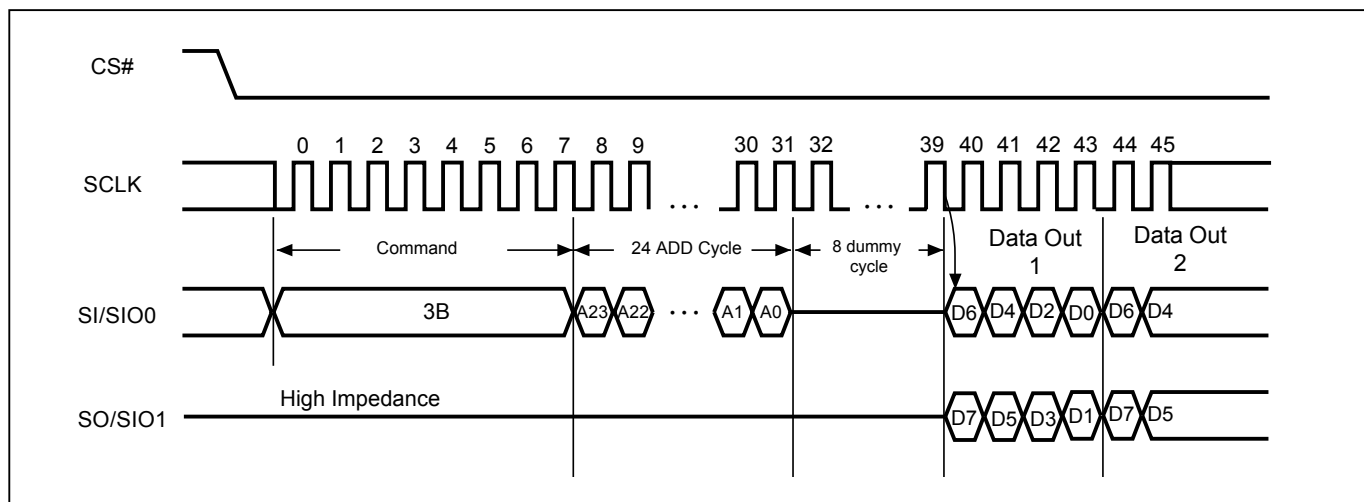 CS#
0 1 2 3 4 5 6 7 8 9 30 31 32 39 40 41 42 43 44 45
SCLK
... ...
Command 24 ADD Cycle 8 dummy cycle Data Out 1 Data Out 2
SI/SIO0 3B A23 A22 ... A1 A0 D6 D4 D2 D0 D6 D4
High Impedance
SO/SIO1 D7 D5 D3 D1 D7 D5